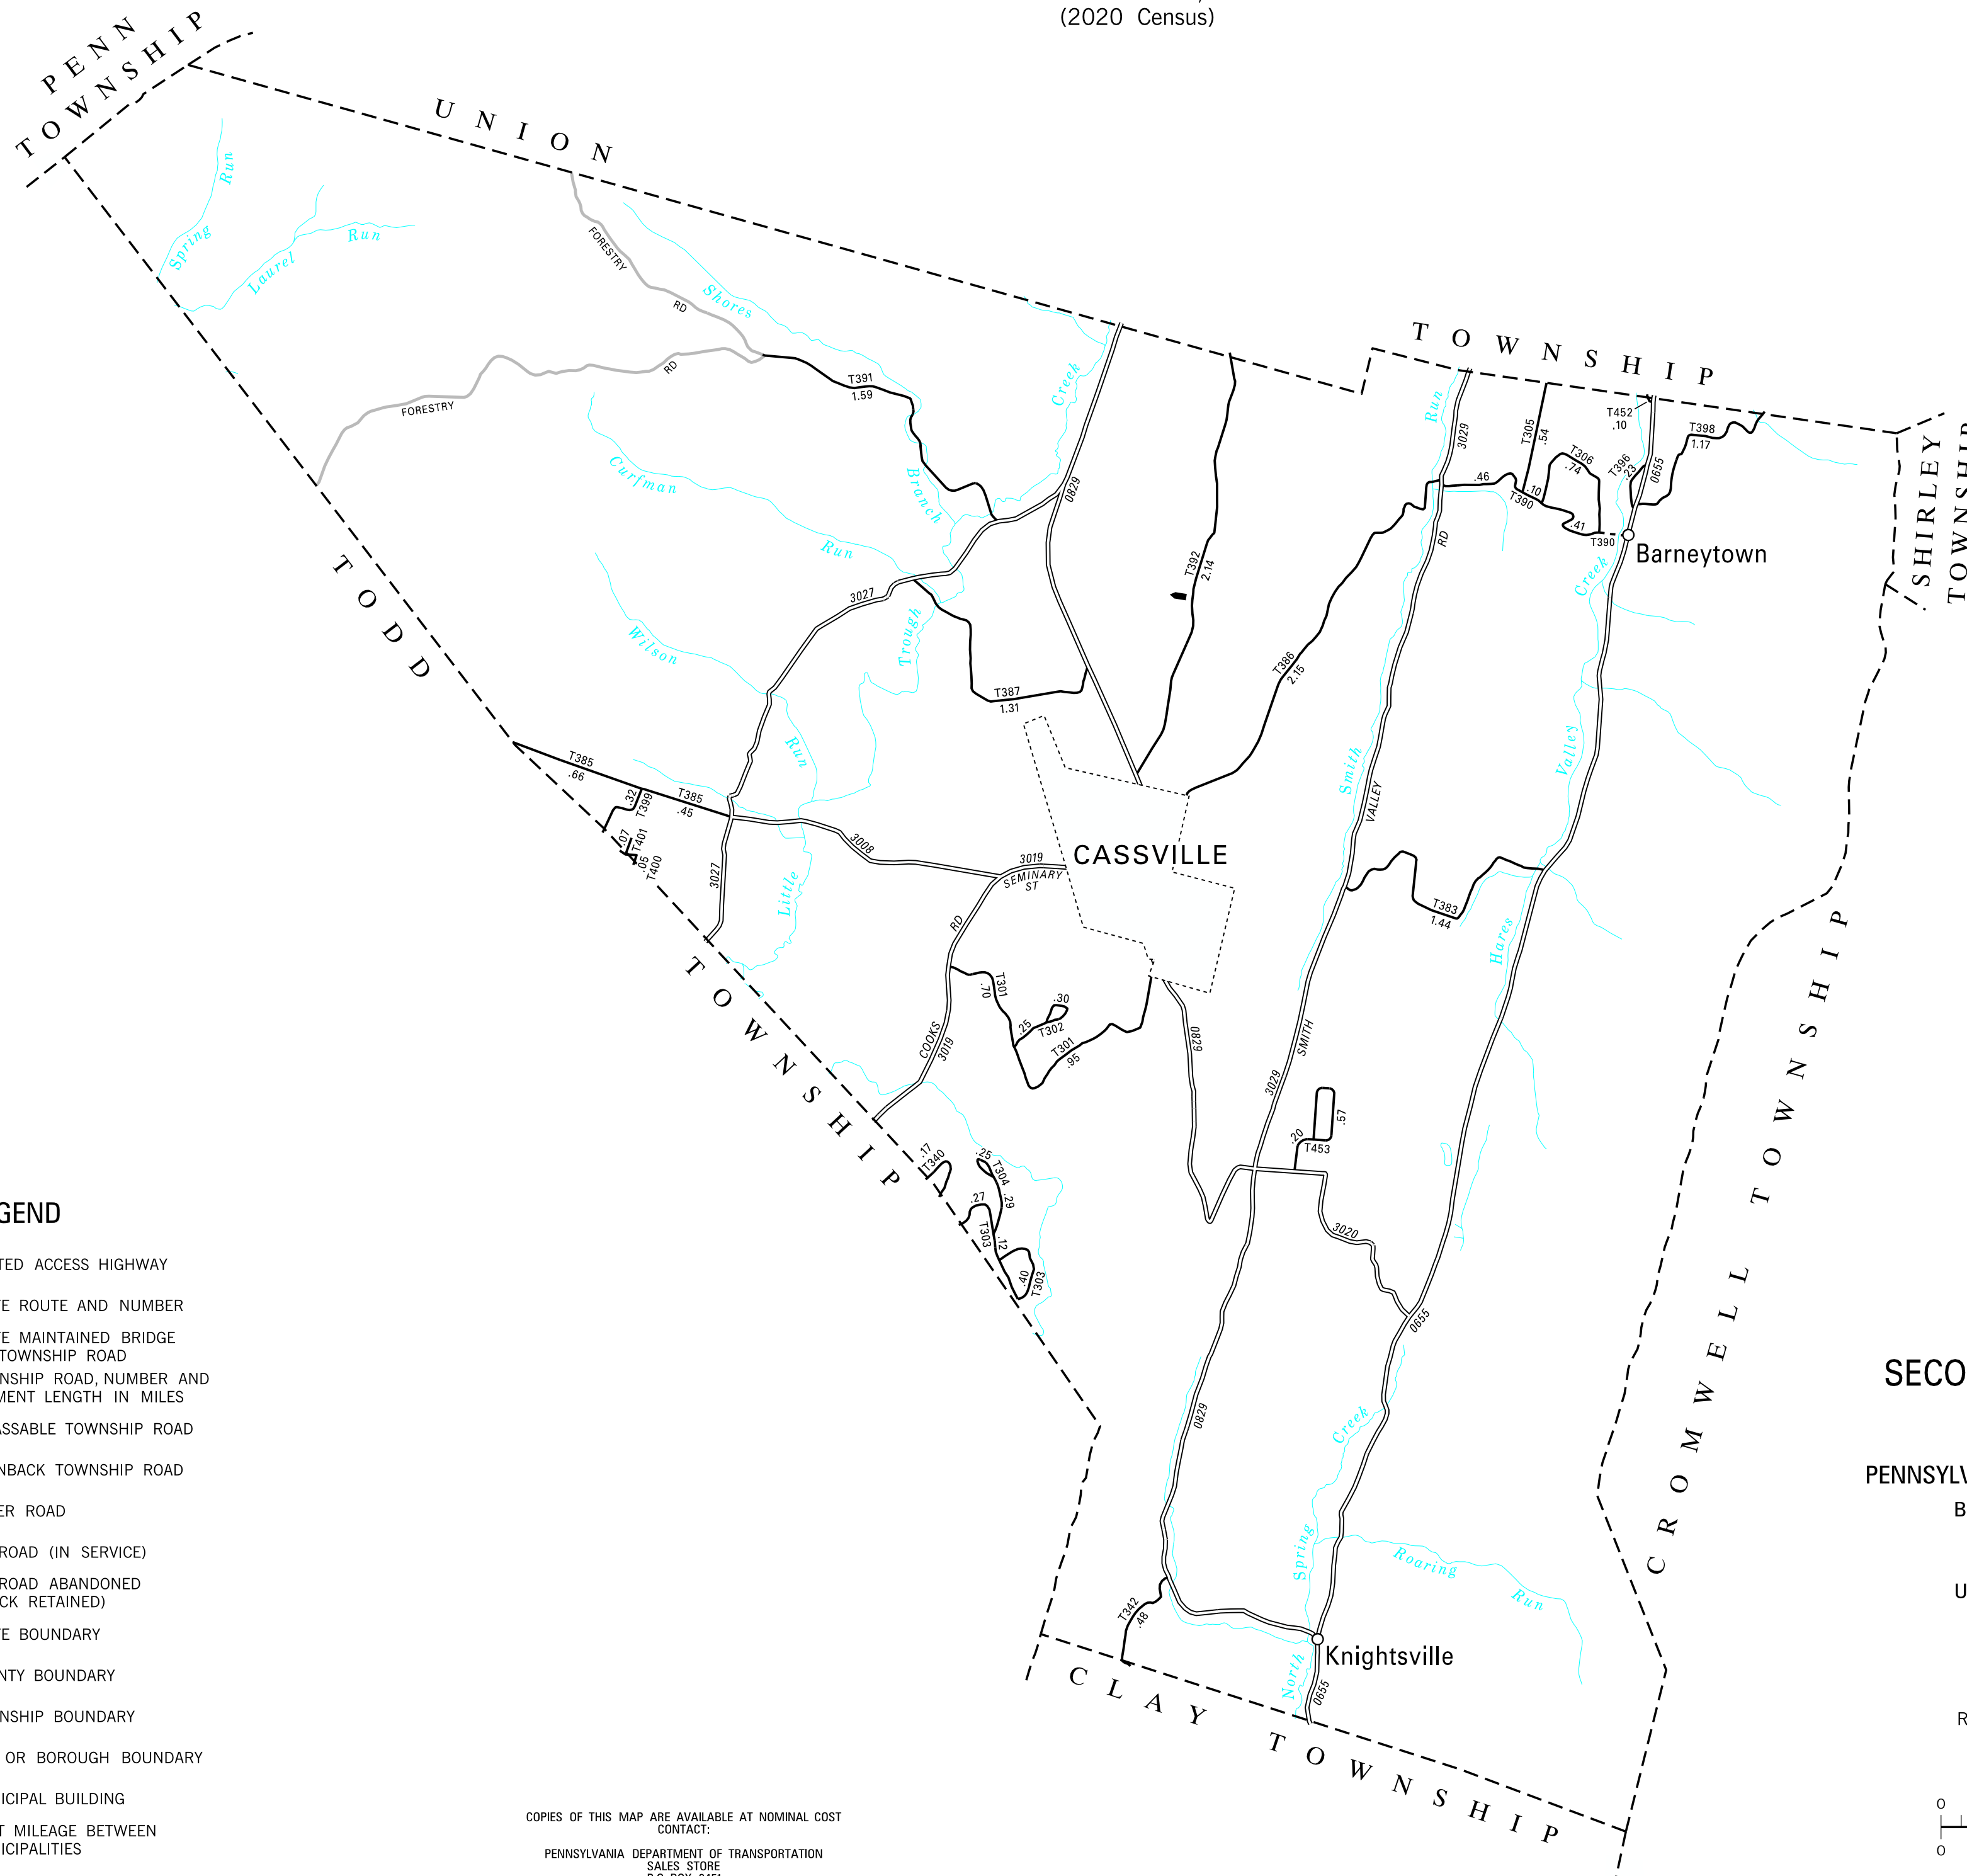 (2020 Census)
PENN
TOWNSHIP
UNION
TOWNSHIP
SHIRLEY
TOWNSHIP
Spring
Run
Laurel
Run
FORESTRY
RD
Shores
FORESTRY
RD
T391
1.59
Branch
Creek
0829
Curfman
Run
3027
Trough
Wilson
Run
T387
1.31
T392
2.14
T386
2.15
Run
3029
RD
.46
.10
T390
T305
.54
T306
.74
.41
T390
T452
.10
T396
.23
0655
T398
1.17
Barneytown
Creek
Valley
Hares
Smith
VALLEY
TODD
TOWNSHIP
T385
.66
T385
.45
.32
T399
.07
T401
.05
T400
3027
Little
3008
3019
SEMINARY
ST
CASSVILLE
RD
COOKS
3019
T301
.70
.30
.25
T302
T301
.95
0829
SMITH
3029
T383
1.44
.20
T453
.57
3020
0655
.17
T340
.25
T304
.29
.27
T303
.12
.40
T303
0829
Creek
Spring
North
Roaring
Run
T342
.48
Knightsville
0655
CLAY TOWNSHIP
CROMWELL TOWNSHIP
GEND
TED ACCESS HIGHWAY
E ROUTE AND NUMBER
E MAINTAINED BRIDGE
TOWNSHIP ROAD
NSHIP ROAD, NUMBER AND
MENT LENGTH IN MILES
ASSABLE TOWNSHIP ROAD
NBACK TOWNSHIP ROAD
ER ROAD
ROAD (IN SERVICE)
ROAD ABANDONED
CK RETAINED)
E BOUNDARY
NTY BOUNDARY
NSHIP BOUNDARY
OR BOROUGH BOUNDARY
ICIPAL BUILDING
T MILEAGE BETWEEN
ICIPALITIES
COPIES OF THIS MAP ARE AVAILABLE AT NOMINAL COST
CONTACT:
PENNSYLVANIA DEPARTMENT OF TRANSPORTATION
SALES STORE
SECO
PENNSYLV
B
U
R
0
0